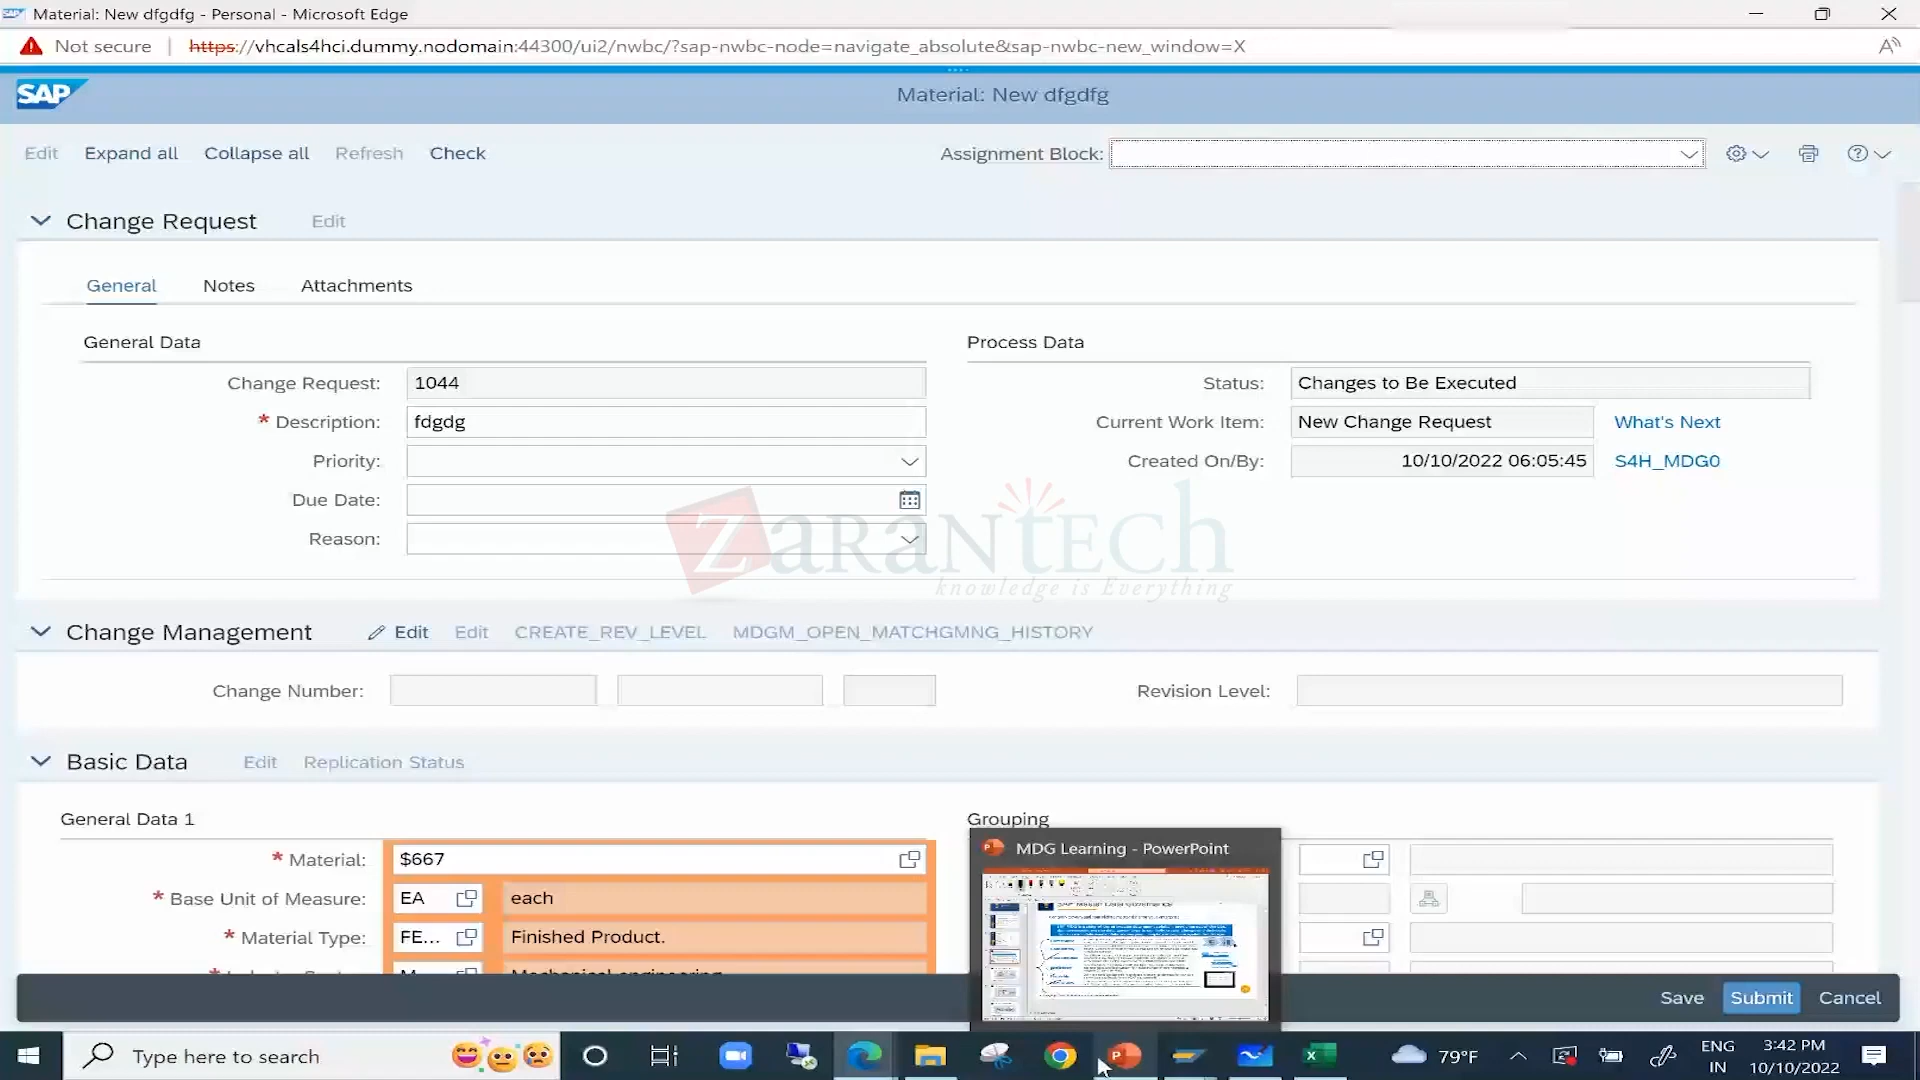 Material: New dfgdfg - Personal - Microsoft Edge
Not secure | https://vhcals4hci.dummy.nodomain:44300/ui2/nwbc/?sap-nwbc-node=navigate_absolute&sap-nwbc-new_window=X
SAP Material: New dfgdfg
Edit Expand all Collapse all Refresh Check Assignment Block:
Change Request Edit
General Notes Attachments
General Data Process Data
Change Request: 1044 Status: Changes to Be Executed
* Description: fdgdg Current Work Item: New Change Request What's Next
Priority: Created On/By: 10/10/2022 06:05:45 S4H_MDG0
Due Date:
Reason:
ZaranTech
knowledge is Everything
Change Management Edit Edit CREATE_REV_LEVEL MDGM_OPEN_MATCHGMNG_HISTORY
Change Number: Revision Level:
Basic Data Edit Replication Status
General Data 1 Grouping
* Material: $667
MDG Learning - PowerPoint
* Base Unit of Measure: EA each
* Material Type: FE... Finished Product.
Mechanical engineering
Save Submit Cancel
Type here to search 79°F ENG 3:42 PM
IN 10/10/2022